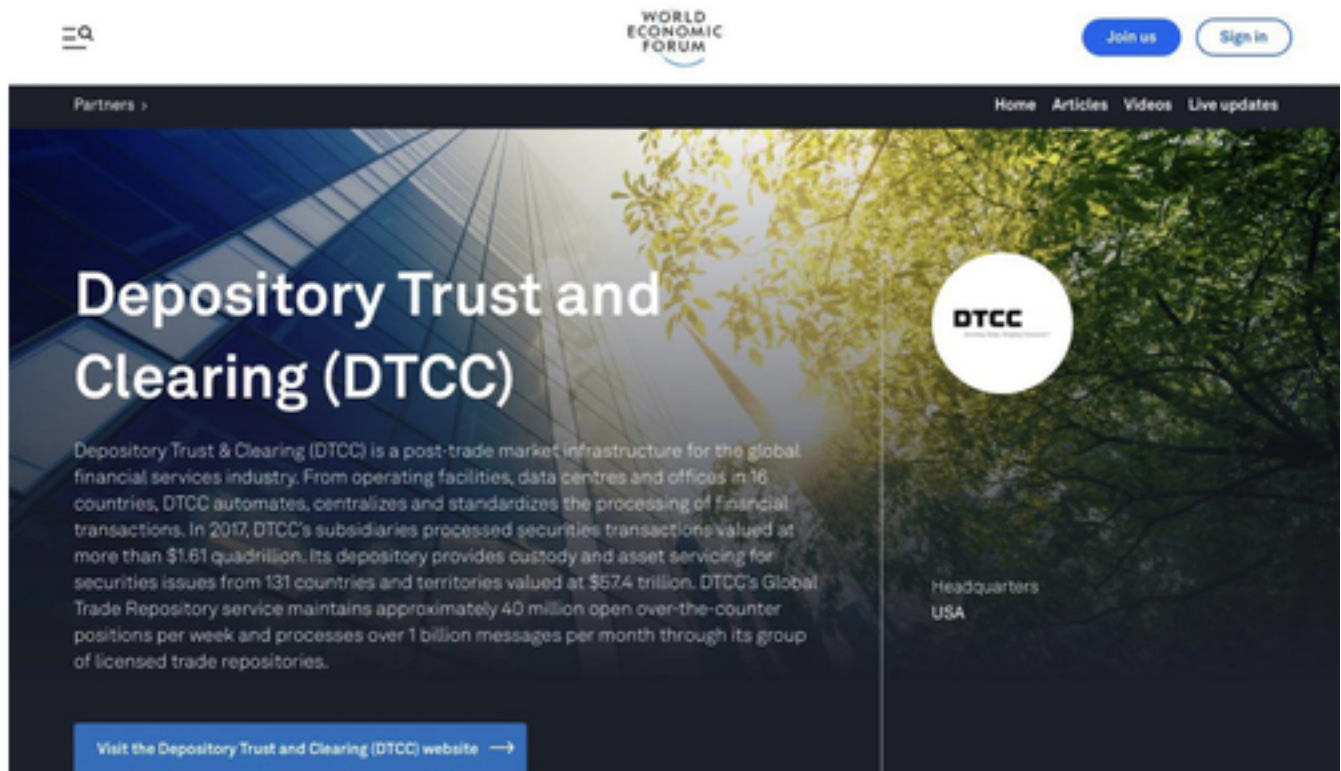 WORLD
ECONOMIC
FORUM
Join us
Sign in
Partners ›
Home Articles Videos Live updates
Depository Trust and
Clearing (DTCC)
DTCC
Depository Trust & Clearing (DTCC) is a post-trade market infrastructure for the global
financial services industry. From operating facilities, data centres and offices in 16
countries, DTCC automates, centralizes and standardizes the processing of financial
transactions. In 2017, DTCC's subsidiaries processed securities transactions valued at
more than $1.61 quadrillion. Its depository provides custody and asset servicing for
securities issues from 131 countries and territories valued at $57.4 trillion. DTCC's Global
Trade Repository service maintains approximately 40 million open over-the-counter
positions per week and processes over 1 billion messages per month through its group
of licensed trade repositories.
Headquarters
USA
Visit the Depository Trust and Clearing (DTCC) website →